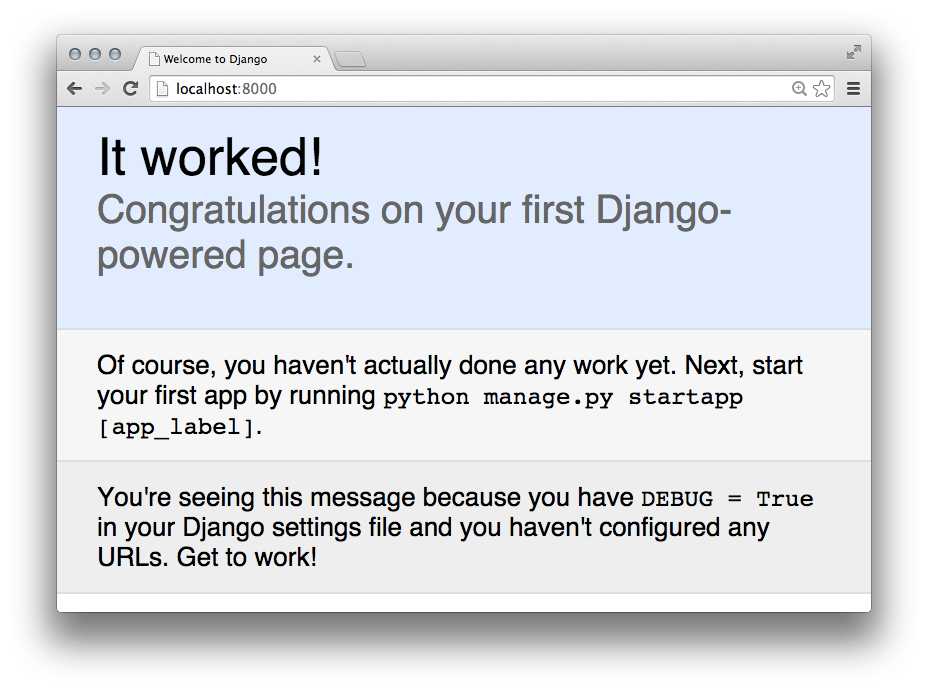 Welcome to Django
localhost:8000
It worked!
Congratulations on your first Django-
powered page.
Of course, you haven't actually done any work yet. Next, start
your first app by running python manage.py startapp
[app_label].
You're seeing this message because you have DEBUG = True
in your Django settings file and you haven't configured any
URLs. Get to work!